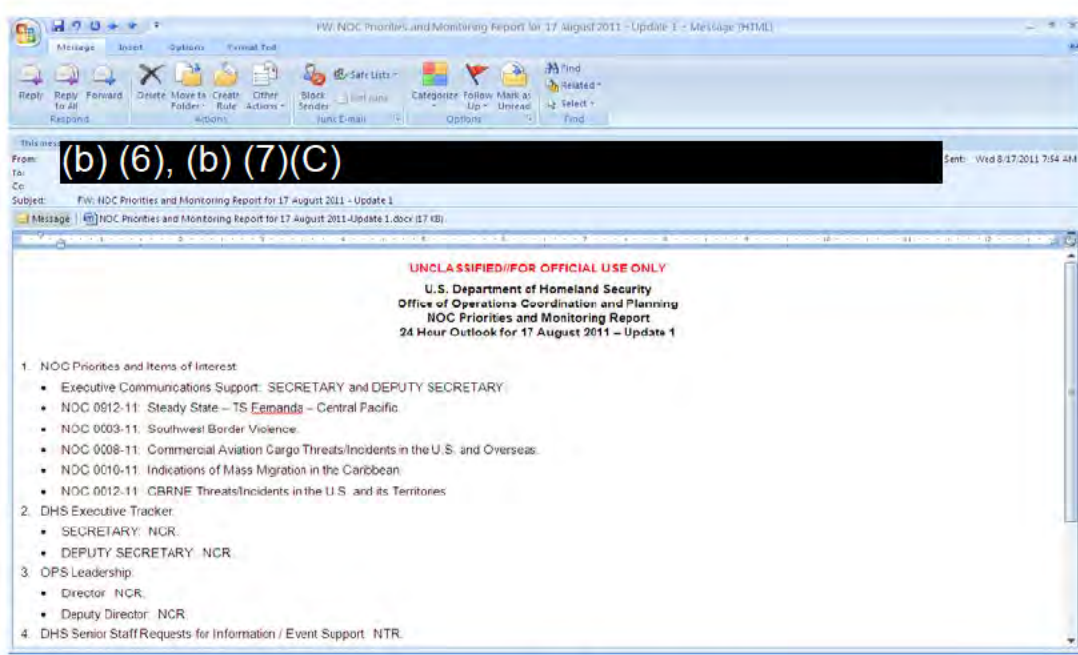 FW: NOC Priorities and Monitoring Report for 17 August 2011 - Update 1 - Message (HTML)
Message Insert Options Format Text
Reply Reply to All Forward Delete Move to Folder Create Rule Other Actions Block Sender Safe Lists Categorize Follow Up Mark as Unread Find Related Select
Respond Actions Junk E-mail Options Find
This mes
From: (b) (6), (b) (7)(C) Sent: Wed 8/17/2011 7:54 AM
To:
Cc
Subject: FW: NOC Priorities and Monitoring Report for 17 August 2011 - Update 1
Message NOC Priorities and Monitoring Report for 17 August 2011-Update 1.docx (17 KB)
UNCLASSIFIED//FOR OFFICIAL USE ONLY
U.S. Department of Homeland Security
Office of Operations Coordination and Planning
NOC Priorities and Monitoring Report
24 Hour Outlook for 17 August 2011 – Update 1
1. NOC Priorities and Items of Interest
• Executive Communications Support: SECRETARY and DEPUTY SECRETARY
• NOC 0912-11: Steady State – TS Fernanda – Central Pacific.
• NOC 0003-11: Southwest Border Violence.
• NOC 0008-11: Commercial Aviation Cargo Threats/Incidents in the U.S. and Overseas.
• NOC 0010-11: Indications of Mass Migration in the Caribbean
• NOC 0012-11: CBRNE Threats/Incidents in the U.S. and its Territories
2. DHS Executive Tracker
• SECRETARY: NCR.
• DEPUTY SECRETARY: NCR
3. OPS Leadership
• Director: NCR.
• Deputy Director: NCR
4. DHS Senior Staff Requests for Information / Event Support: NTR.